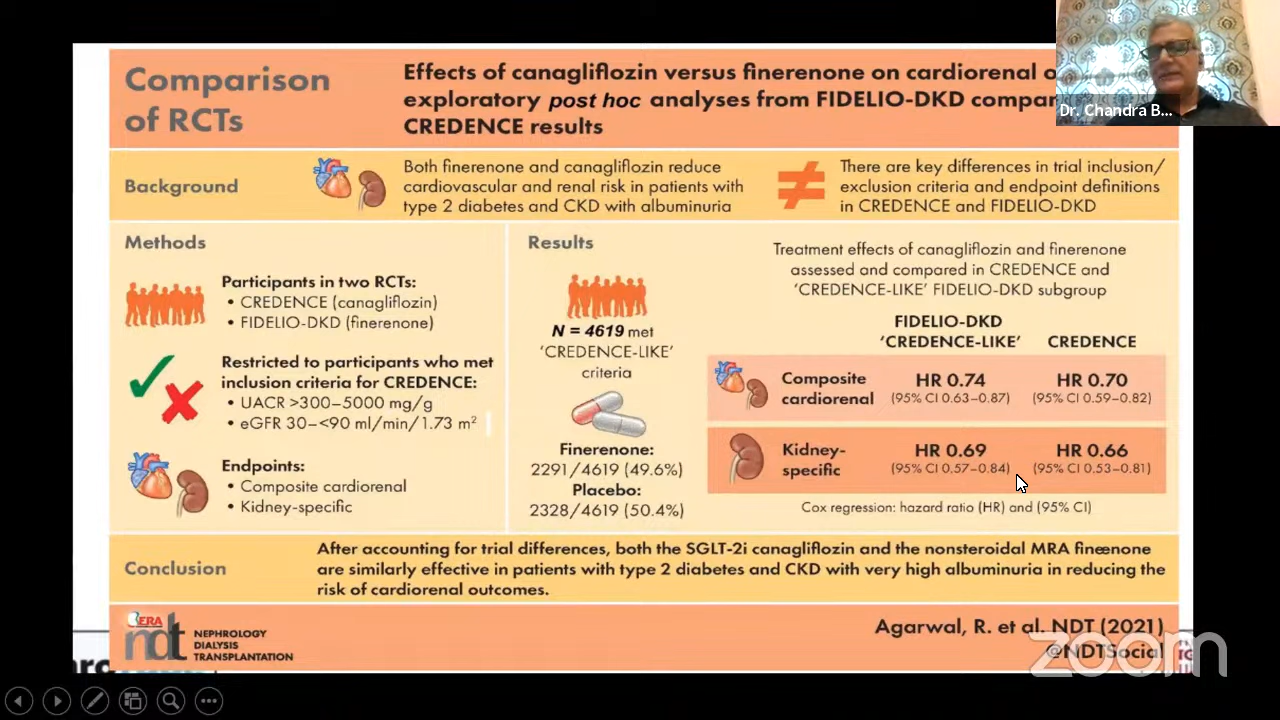 Comparison
of RCTs
Effects of canagliflozin versus finerenone on cardiorenal
exploratory post hoc analyses from FIDELIO-DKD
CREDENCE results
Dr. Chandra B...
Background
Both finerenone and canagliflozin reduce
cardiovascular and renal risk in patients with
type 2 diabetes and CKD with albuminuria
There are key differences in trial inclusion/
exclusion criteria and endpoint definitions
in CREDENCE and FIDELIO-DKD
Methods
Participants in two RCTs:
• CREDENCE (canagliflozin)
• FIDELIO-DKD (finerenone)
Restricted to participants who met
inclusion criteria for CREDENCE:
• UACR >300–5000 mg/g
• eGFR 30–<90 ml/min/1.73 m²
Endpoints:
• Composite cardiorenal
• Kidney-specific
Results
N = 4619 met
‘CREDENCE-LIKE’
criteria
Finerenone:
2291/4619 (49.6%)
Placebo:
2328/4619 (50.4%)
Treatment effects of canagliflozin and finerenone
assessed and compared in CREDENCE and
‘CREDENCE-LIKE’ FIDELIO-DKD subgroup
FIDELIO-DKD
‘CREDENCE-LIKE’ CREDENCE
Composite
cardiorenal
HR 0.74
(95% CI 0.63–0.87)
HR 0.70
(95% CI 0.59–0.82)
Kidney-
specific
HR 0.69
(95% CI 0.57–0.84)
HR 0.66
(95% CI 0.53–0.81)
Cox regression: hazard ratio (HR) and (95% CI)
Conclusion
After accounting for trial differences, both the SGLT-2i canagliflozin and the nonsteroidal MRA fineenone
are similarly effective in patients with type 2 diabetes and CKD with very high albuminuria in reducing the
risk of cardiorenal outcomes.
ERA
ndt
NEPHROLOGY
DIALYSIS
TRANSPLANTATION
Agarwal, R. et al. NDT (2021)
@NDTSocial
zoom